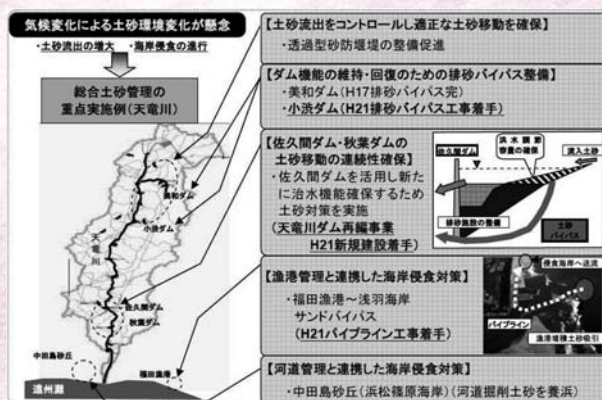 気候変化による土砂環境変化が懸念
・土砂流出の増大 ・海岸侵食の進行
総合土砂管理の
重点実施例(天竜川)
美和ダム
小渋ダム
天竜川
佐久間ダム
秋葉ダム
中田島砂丘
福田漁港
遠州灘
【土砂流出をコントロールし適正な土砂移動を確保】
・透過型砂防堰堤の整備促進
【ダム機能の維持・回復のための排砂バイパス整備】
・美和ダム(H17排砂バイパス完)
・小渋ダム(H21排砂バイパス工事着手)
【佐久間ダム・秋葉ダムの
土砂移動の連続性確保】
・佐久間ダムを活用し新た
に治水機能確保するため
土砂対策を実施
(天竜川ダム再編事業
H21新規建設着手)
佐久間ダム
洪水調節
容量の確保
流入土砂
排砂施設の整備
土砂
バイパス
【漁港管理と連携した海岸侵食対策】
・福田漁港～浅羽海岸
サンドバイパス
(H21パイプライン工事着手)
侵食海岸へ送流
パイプライン
漁港堆積土砂吸引
【河道管理と連携した海岸侵食対策】
・中田島砂丘(浜松篠原海岸)(河道掘削土砂を養浜)